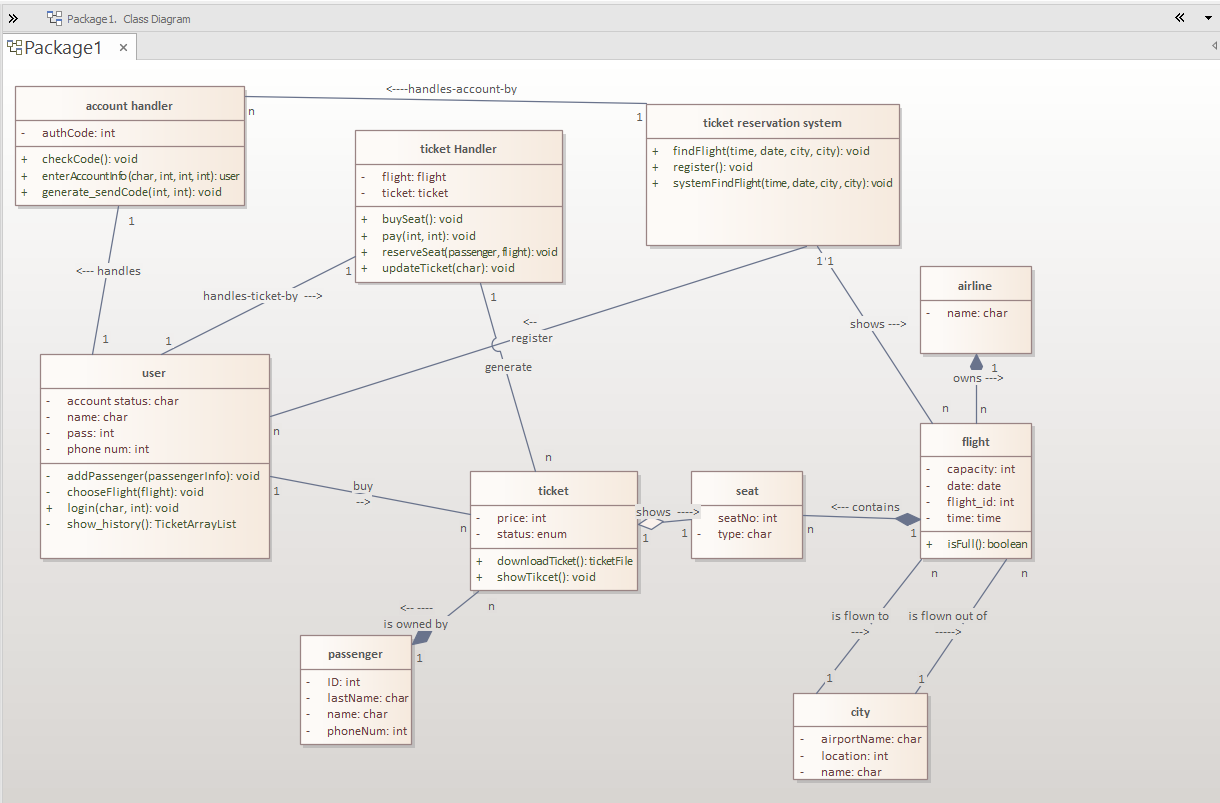 Package1. Class Diagram
Package1
account handler
- authCode: int
+ checkCode(): void
+ enterAccountInfo(char, int, int, int): user
+ generate_sendCode(int, int): void
<----handles-account-by
n
1
ticket Handler
- flight: flight
- ticket: ticket
+ buySeat(): void
+ pay(int, int): void
+ reserveSeat(passenger, flight): void
+ updateTicket(char): void
ticket reservation system
+ findFlight(time, date, city, city): void
+ register(): void
+ systemFindFlight(time, date, city, city): void
1
<--- handles
1
1
handles-ticket-by --->
1
1
<--
register
n
generate
n
1 1
shows --->
n
airline
- name: char
1
owns --->
n
user
- account status: char
- name: char
- pass: int
- phone num: int
- addPassenger(passengerInfo): void
- chooseFlight(flight): void
+ login(char, int): void
- show_history(): TicketArrayList
1
buy
-->
n
ticket
- price: int
- status: enum
+ downloadTicket(): ticketFile
+ showTikcet(): void
shows ---->
1
1
seat
seatNo: int
- type: char
n
<--- contains
1
flight
- capacity: int
- date: date
- flight_id: int
- time: time
+ isFull(): boolean
n
<-- ----
is owned by
1
passenger
- ID: int
- lastName: char
- name: char
- phoneNum: int
n
is flown to
--->
1
n
is flown out of
----->
1
city
- airportName: char
- location: int
- name: char